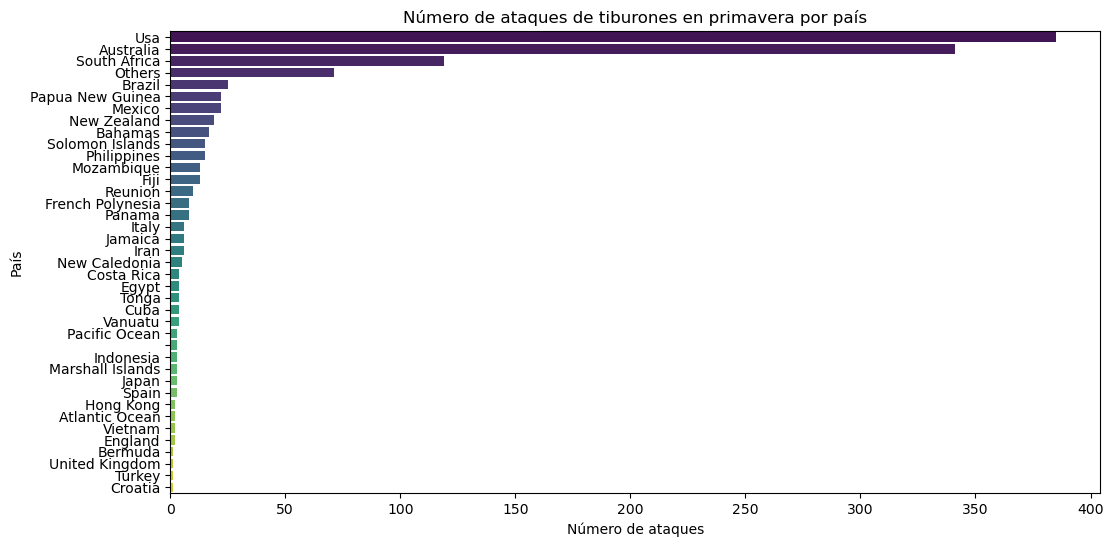 Número de ataques de tiburones en primavera por país
Usa
Australia
South Africa
Others
Brazil
Papua New Guinea
Mexico
New Zealand
Bahamas
Solomon Islands
Philippines
Mozambique
Fiji
Reunion
French Polynesia
Panama
Italy
Jamaica
Iran
New Caledonia
Costa Rica
Egypt
Tonga
Cuba
Vanuatu
Pacific Ocean
Indonesia
Marshall Islands
Japan
Spain
Hong Kong
Atlantic Ocean
Vietnam
England
Bermuda
United Kingdom
Turkey
Croatia
País
0 50 100 150 200 250 300 350 400
Número de ataques